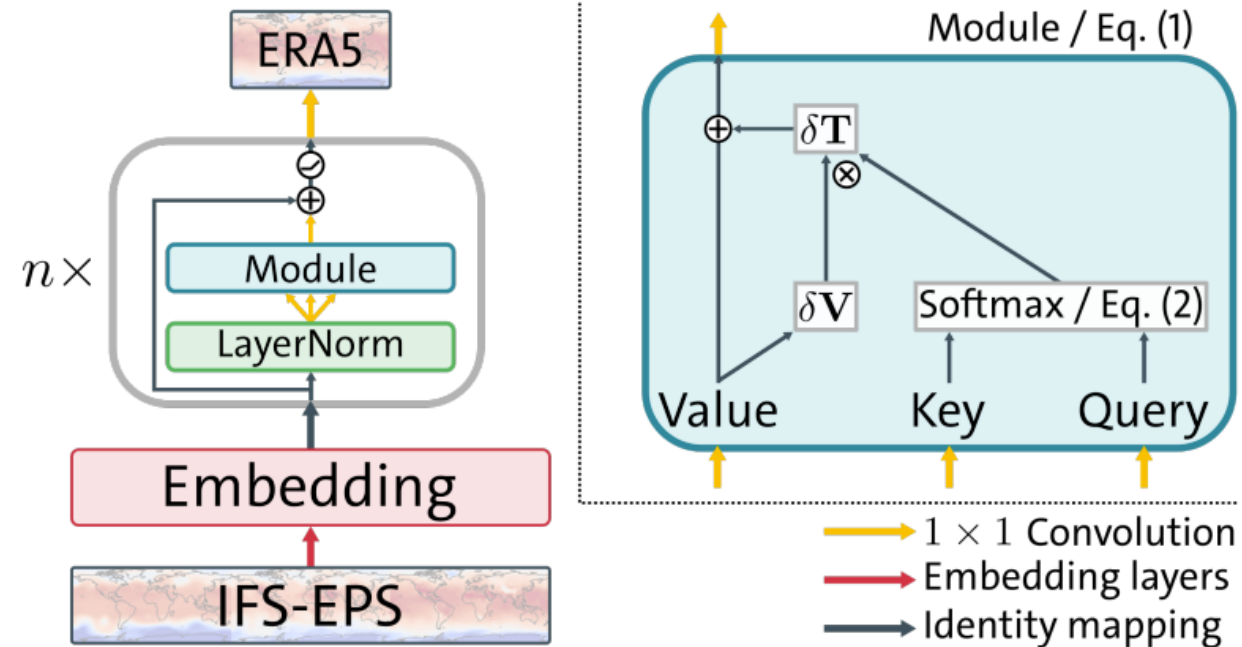 ERA5
n×
Module
LayerNorm
Embedding
IFS-EPS
Module / Eq. (1)
δT
δV
Softmax / Eq. (2)
Value Key Query
1 × 1 Convolution
Embedding layers
Identity mapping